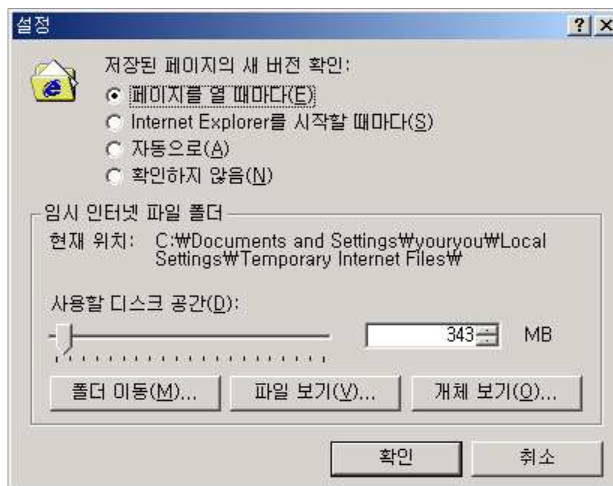 설정
저장된 페이지의 새 버전 확인:
페이지를 열 때마다(E)
Internet Explorer를 시작할 때마다(S)
자동으로(A)
확인하지 않음(N)
임시 인터넷 파일 폴더
현재 위치: C:₩Documents and Settings₩youryou₩Local
Settings₩Temporary Internet Files₩
사용할 디스크 공간(D):
343 MB
폴더 이동(M)... 파일 보기(V)... 개체 보기(O)...
확인 취소